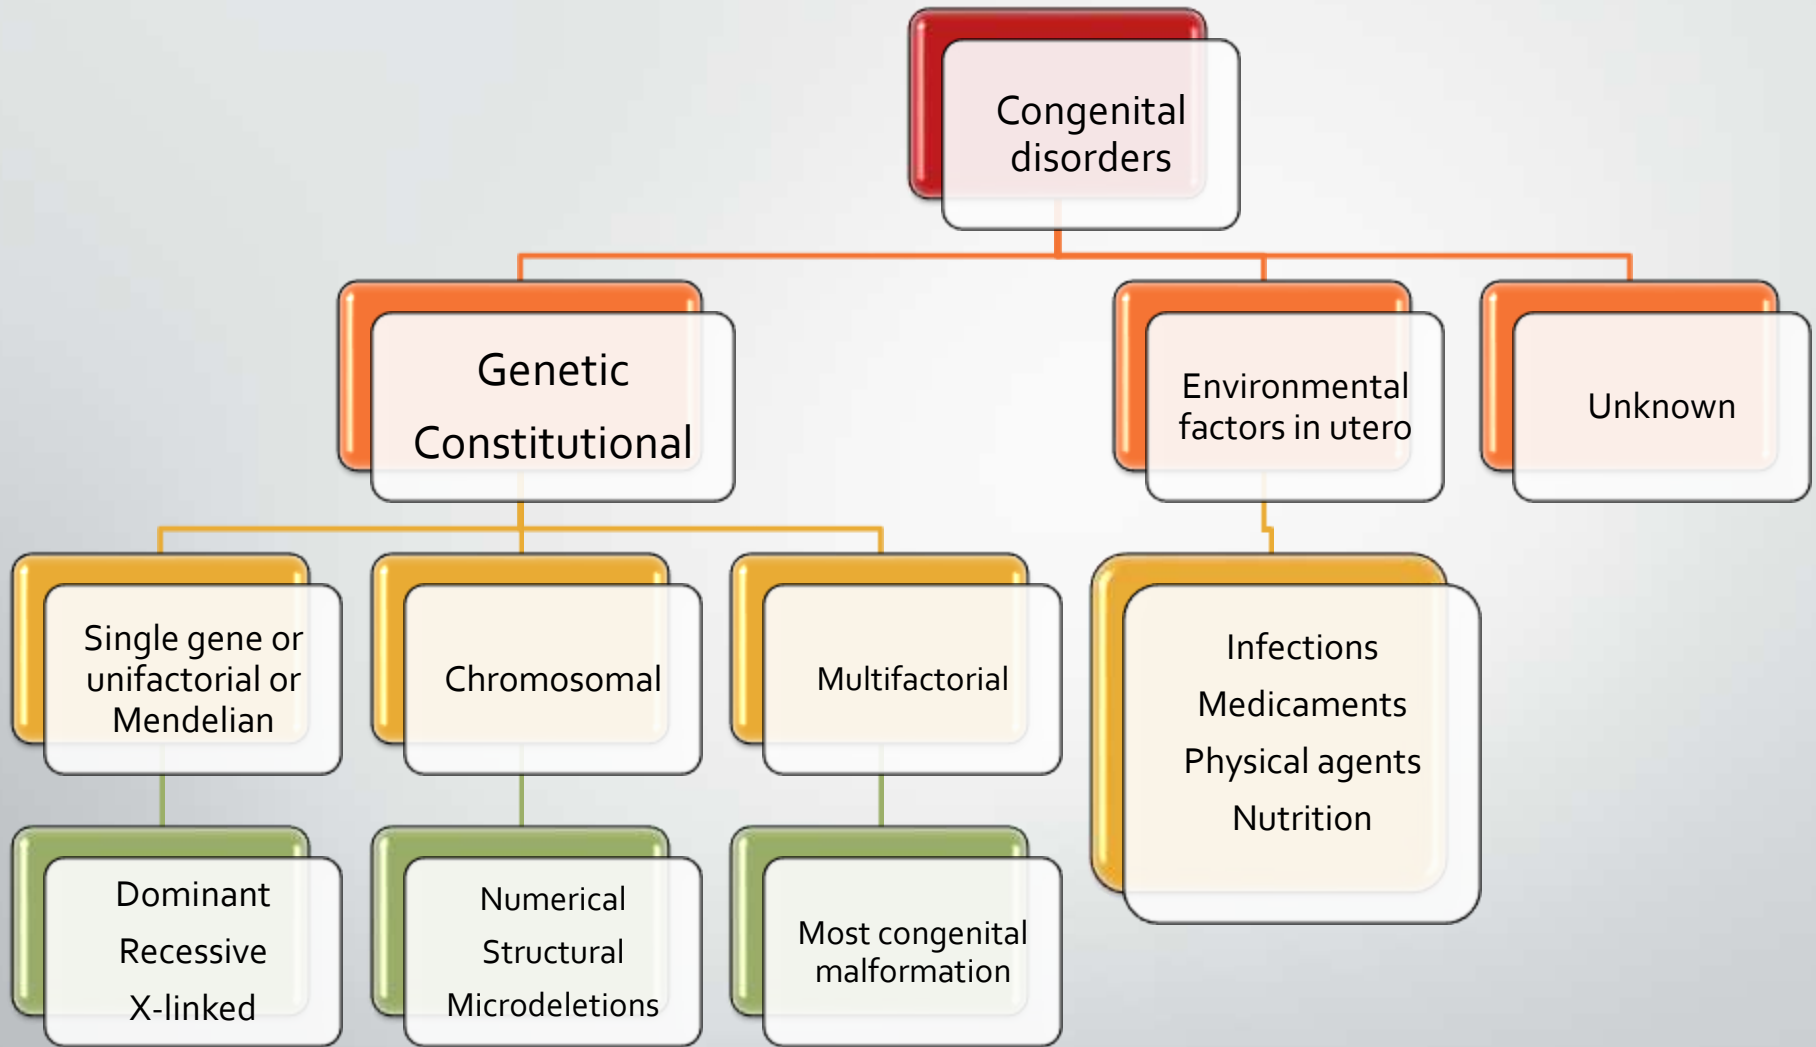 Congenital
disorders
Genetic
Constitutional
Environmental
factors in utero
Unknown
Single gene or
unifactorial or
Mendelian
Chromosomal
Multifactorial
Infections
Medicaments
Physical agents
Nutrition
Dominant
Recessive
X-linked
Numerical
Structural
Microdeletions
Most congenital
malformation